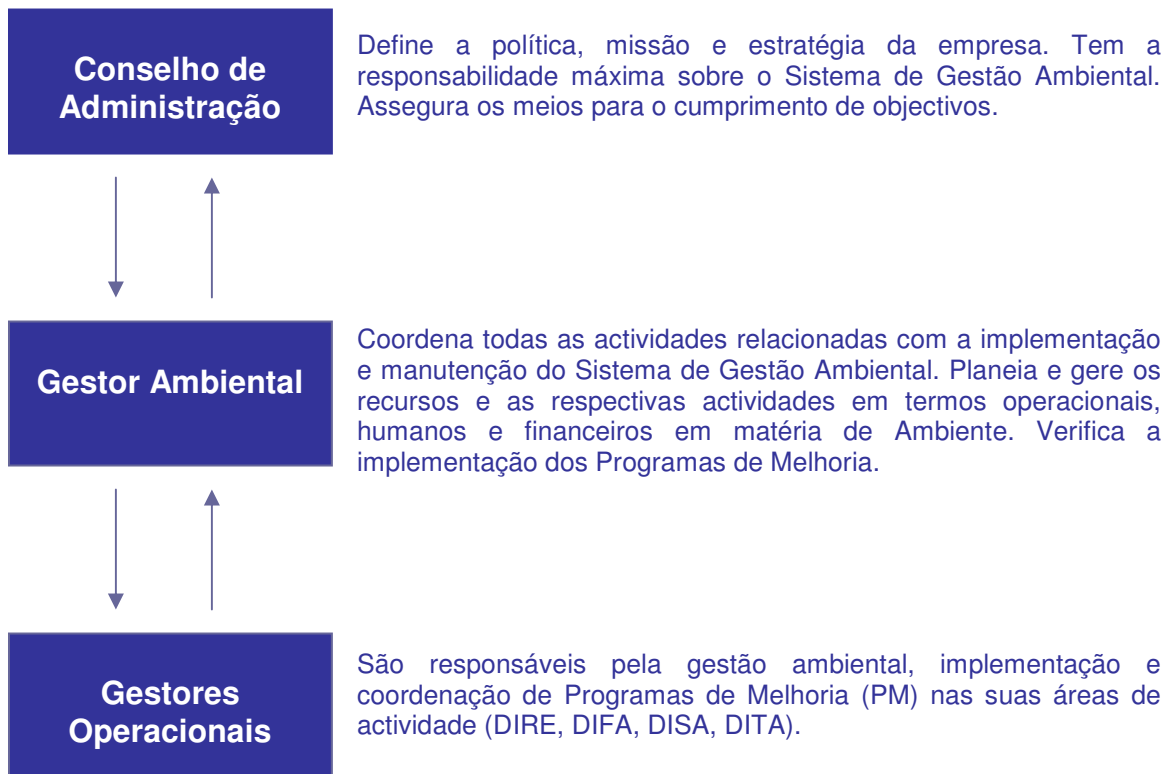 Conselho de
Administração
Define a política, missão e estratégia da empresa. Tem a
responsabilidade máxima sobre o Sistema de Gestão Ambiental.
Assegura os meios para o cumprimento de objectivos.
Gestor Ambiental
Coordena todas as actividades relacionadas com a implementação
e manutenção do Sistema de Gestão Ambiental. Planeia e gere os
recursos e as respectivas actividades em termos operacionais,
humanos e financeiros em matéria de Ambiente. Verifica a
implementação dos Programas de Melhoria.
Gestores
Operacionais
São responsáveis pela gestão ambiental, implementação e
coordenação de Programas de Melhoria (PM) nas suas áreas de
actividade (DIRE, DIFA, DISA, DITA).